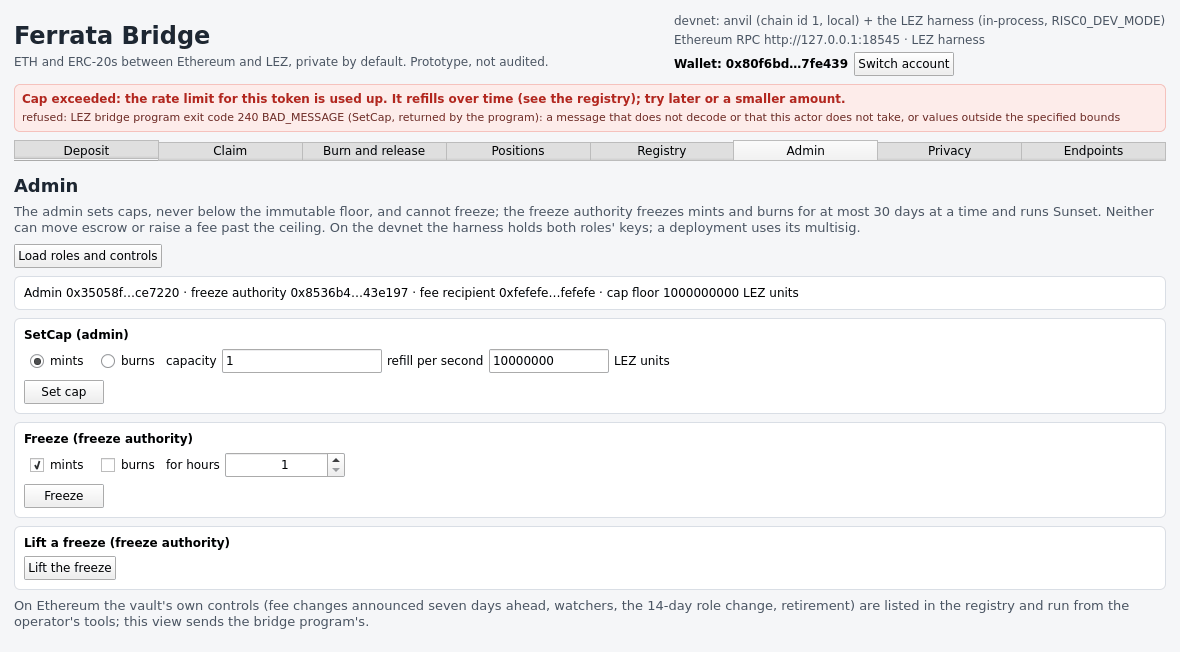 Ferrata Bridge
ETH and ERC-20s between Ethereum and LEZ, private by default. Prototype, not audited.
devnet: anvil (chain id 1, local) + the LEZ harness (in-process, RISC0_DEV_MODE)
Ethereum RPC http://127.0.0.1:18545 · LEZ harness
Wallet: 0x80f6bd...7fe439 Switch account
Cap exceeded: the rate limit for this token is used up. It refills over time (see the registry); try later or a smaller amount.
refused: LEZ bridge program exit code 240 BAD_MESSAGE (SetCap, returned by the program): a message that does not decode or that this actor does not take, or values outside the specified bounds
Deposit Claim Burn and release Positions Registry Admin Privacy Endpoints
Admin
The admin sets caps, never below the immutable floor, and cannot freeze; the freeze authority freezes mints and burns for at most 30 days at a time and runs Sunset. Neither
can move escrow or raise a fee past the ceiling. On the devnet the harness holds both roles' keys; a deployment uses its multisig.
Load roles and controls
Admin 0x35058f...ce7220 · freeze authority 0x8536b4...43e197 · fee recipient 0xfefefe...fefefe · cap floor 1000000000 LEZ units
SetCap (admin)
mints burns capacity 1 refill per second 10000000 LEZ units
Set cap
Freeze (freeze authority)
mints burns for hours 1
Freeze
Lift a freeze (freeze authority)
Lift the freeze
On Ethereum the vault's own controls (fee changes announced seven days ahead, watchers, the 14-day role change, retirement) are listed in the registry and run from the
operator's tools; this view sends the bridge program's.